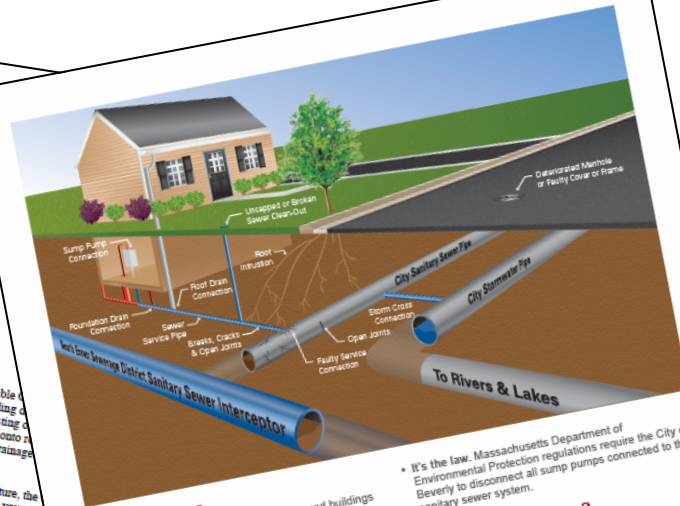 Deteriorated Manhole
or Faulty Cover or Frame
Uncapped or Broken
Sewer Clean-Out
Sump Pump
Connection
Root
Intrusion
City Sanitary Sewer Pipe
City Stormwater Pipe
Roof Drain
Connection
Foundation Drain
Connection
Sewer
Service Pipe
Breaks, Cracks
& Open Joints
Storm Cross
Connection
Open Joints
Faulty Service
Connection
Essex Sewerage District Sanitary Sewer Interceptor
To Rivers & Lakes
• It's the law. Massachusetts Department of
Environmental Protection regulations require the City
Beverly to disconnect all sump pumps connected to
sanitary sewer system.
buildings
ture, the